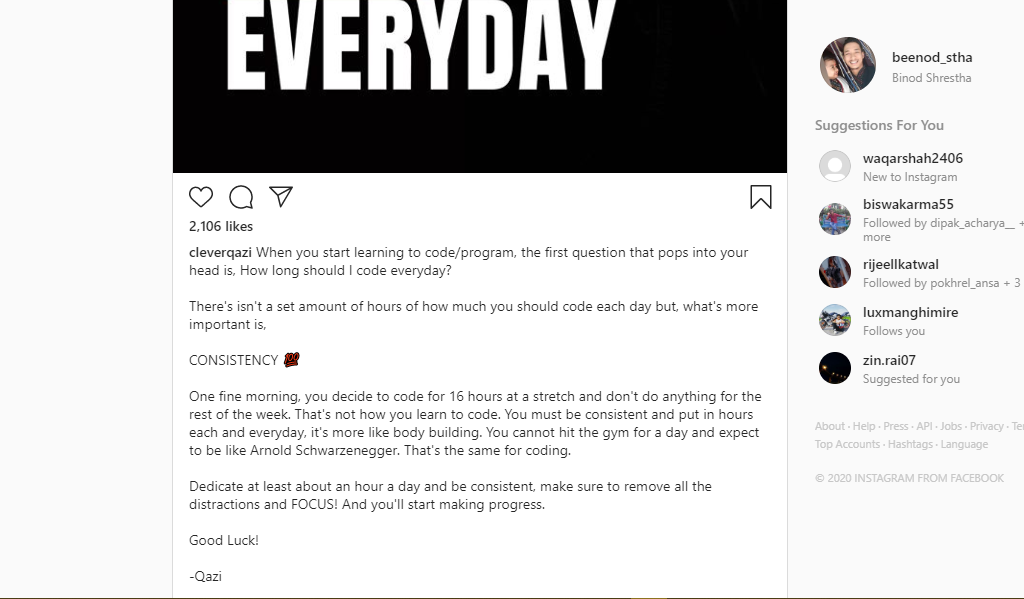 EVERYDAY
2,106 likes
cleverqazi When you start learning to code/program, the first question that pops into your
head is, How long should I code everyday?
There's isn't a set amount of hours of how much you should code each day but, what's more
important is,
CONSISTENCY 💯
One fine morning, you decide to code for 16 hours at a stretch and don't do anything for the
rest of the week. That's not how you learn to code. You must be consistent and put in hours
each and everyday, it's more like body building. You cannot hit the gym for a day and expect
to be like Arnold Schwarzenegger. That's the same for coding.
Dedicate at least about an hour a day and be consistent, make sure to remove all the
distractions and FOCUS! And you'll start making progress.
Good Luck!
-Qazi
beenod_stha
Binod Shrestha
Suggestions For You
waqarshah2406
New to Instagram
biswakarma55
Followed by dipak_acharya__ +
more
rijeellkatwal
Followed by pokhrel_ansa + 3
luxmanghimire
Follows you
zin.rai07
Suggested for you
About · Help · Press · API · Jobs · Privacy · Te
Top Accounts · Hashtags · Language
© 2020 INSTAGRAM FROM FACEBOOK